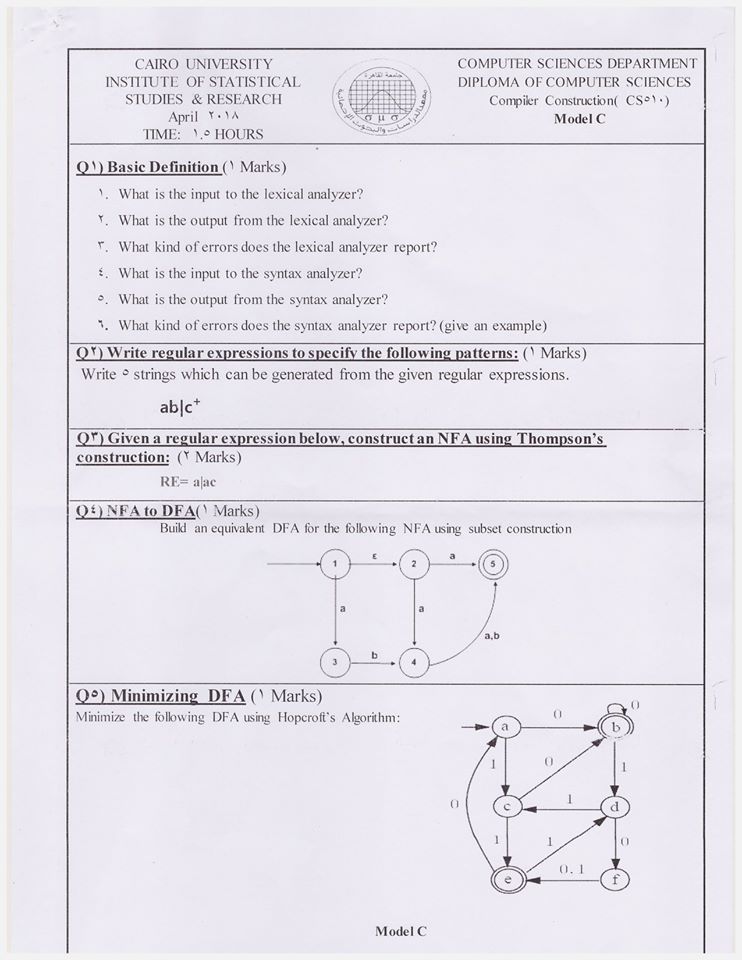 CAIRO UNIVERSITY
INSTITUTE OF STATISTICAL
STUDIES & RESEARCH
April ٢٠١٨
TIME: ١.٥ HOURS
جامعة القاهرة
معهد الدراسات والبحوث الإحصائية
σ μ σ
COMPUTER SCIENCES DEPARTMENT
DIPLOMA OF COMPUTER SCIENCES
Compiler Construction( CS٥١٠)
Model C
Q١) Basic Definition (١ Marks)
١. What is the input to the lexical analyzer?
٢. What is the output from the lexical analyzer?
٣. What kind of errors does the lexical analyzer report?
٤. What is the input to the syntax analyzer?
٥. What is the output from the syntax analyzer?
٦. What kind of errors does the syntax analyzer report? (give an example)
Q٢) Write regular expressions to specify the following patterns: (١ Marks)
Write ٥ strings which can be generated from the given regular expressions.
ab|c+
Q٣) Given a regular expression below, construct an NFA using Thompson's
construction: (٢ Marks)
RE= a|ac
Q٤) NFA to DFA(١ Marks)
Build an equivalent DFA for the following NFA using subset construction
1 ε 2 a 5
a a a,b
3 b 4
Q٥) Minimizing DFA (١ Marks)
Minimize the following DFA using Hopcroft's Algorithm:
0
a 0 b
1 0 1
0 c 1 d
1 1 0
e 0, 1 f
Model C